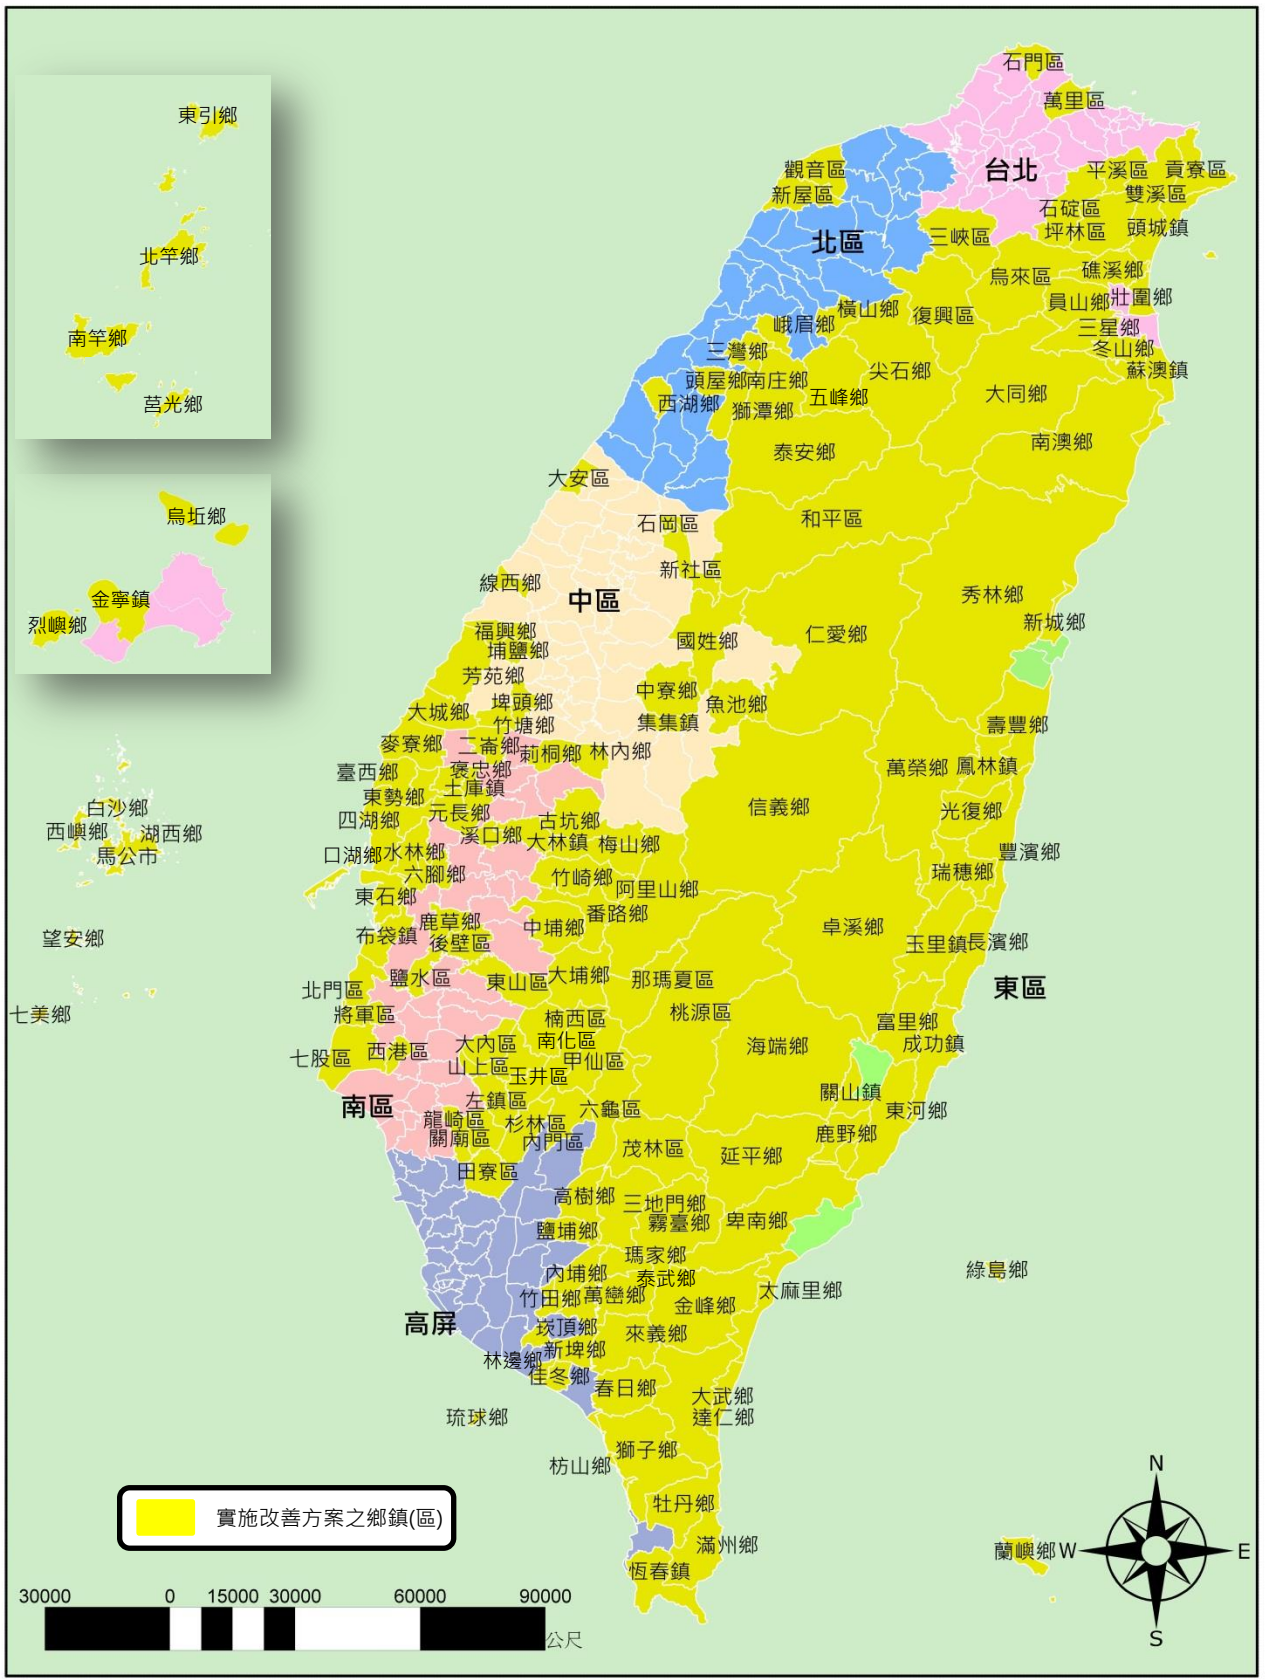 石門區
萬里區
東引鄉
台北
觀音區
平溪區
貢寮區
新屋區
雙溪區
石碇區
坪林區
頭城鎮
三峽區
北區
北竿鄉
烏來區
礁溪鄉
員山鄉
壯圍鄉
橫山鄉
復興區
峨眉鄉
三星鄉
南竿鄉
冬山鄉
三灣鄉
蘇澳鎮
尖石鄉
頭屋鄉
南庄鄉
大同鄉
五峰鄉
莒光鄉
西湖鄉
獅潭鄉
南澳鄉
泰安鄉
大安區
烏坵鄉
石岡區
和平區
新社區
線西鄉
金寧鎮
中區
秀林鄉
烈嶼鄉
新城鄉
福興鄉
國姓鄉
仁愛鄉
埔鹽鄉
芳苑鄉
中寮鄉
埤頭鄉
魚池鄉
大城鄉
竹塘鄉
集集鎮
壽豐鄉
麥寮鄉
二崙鄉
莿桐鄉
林內鄉
臺西鄉
褒忠鄉
萬榮鄉
鳳林鎮
土庫鎮
東勢鄉
白沙鄉
信義鄉
光復鄉
元長鄉
四湖鄉
古坑鄉
西嶼鄉
湖西鄉
溪口鄉
大林鎮
梅山鄉
馬公市
口湖鄉
水林鄉
豐濱鄉
六腳鄉
竹崎鄉
瑞穗鄉
阿里山鄉
東石鄉
鹿草鄉
番路鄉
中埔鄉
卓溪鄉
望安鄉
布袋鎮
後壁區
玉里鎮
長濱鄉
鹽水區
東山區
大埔鄉
那瑪夏區
東區
北門區
七美鄉
將軍區
楠西區
桃源區
富里鄉
西港區
大內區
南化區
海端鄉
成功鎮
七股區
山上區
玉井區
甲仙區
關山鎮
南區
左鎮區
六龜區
東河鄉
龍崎區
杉林區
關廟區
內門區
鹿野鄉
茂林區
延平鄉
田寮區
高樹鄉
三地門鄉
鹽埔鄉
霧臺鄉
卑南鄉
瑪家鄉
綠島鄉
內埔鄉
泰武鄉
太麻里鄉
竹田鄉
萬巒鄉
金峰鄉
高屏
崁頂鄉
來義鄉
新埤鄉
林邊鄉
佳冬鄉
春日鄉
大武鄉
琉球鄉
達仁鄉
獅子鄉
枋山鄉
N
牡丹鄉
實施改善方案之鄉鎮(區)
滿州鄉
蘭嶼鄉
W
E
恆春鎮
30000 0 15000 30000 60000 90000
S
公尺